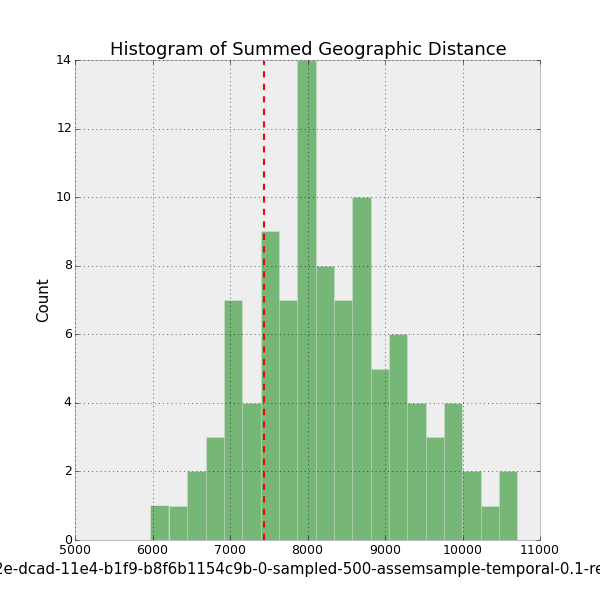 Histogram of Summed Geographic Distance
14
12
10
8
6
4
2
0
Count
5000 6000 7000 8000 9000 10000 11000
2e-dcad-11e4-b1f9-b8f6b1154c9b-0-sampled-500-assemsample-temporal-0.1-re